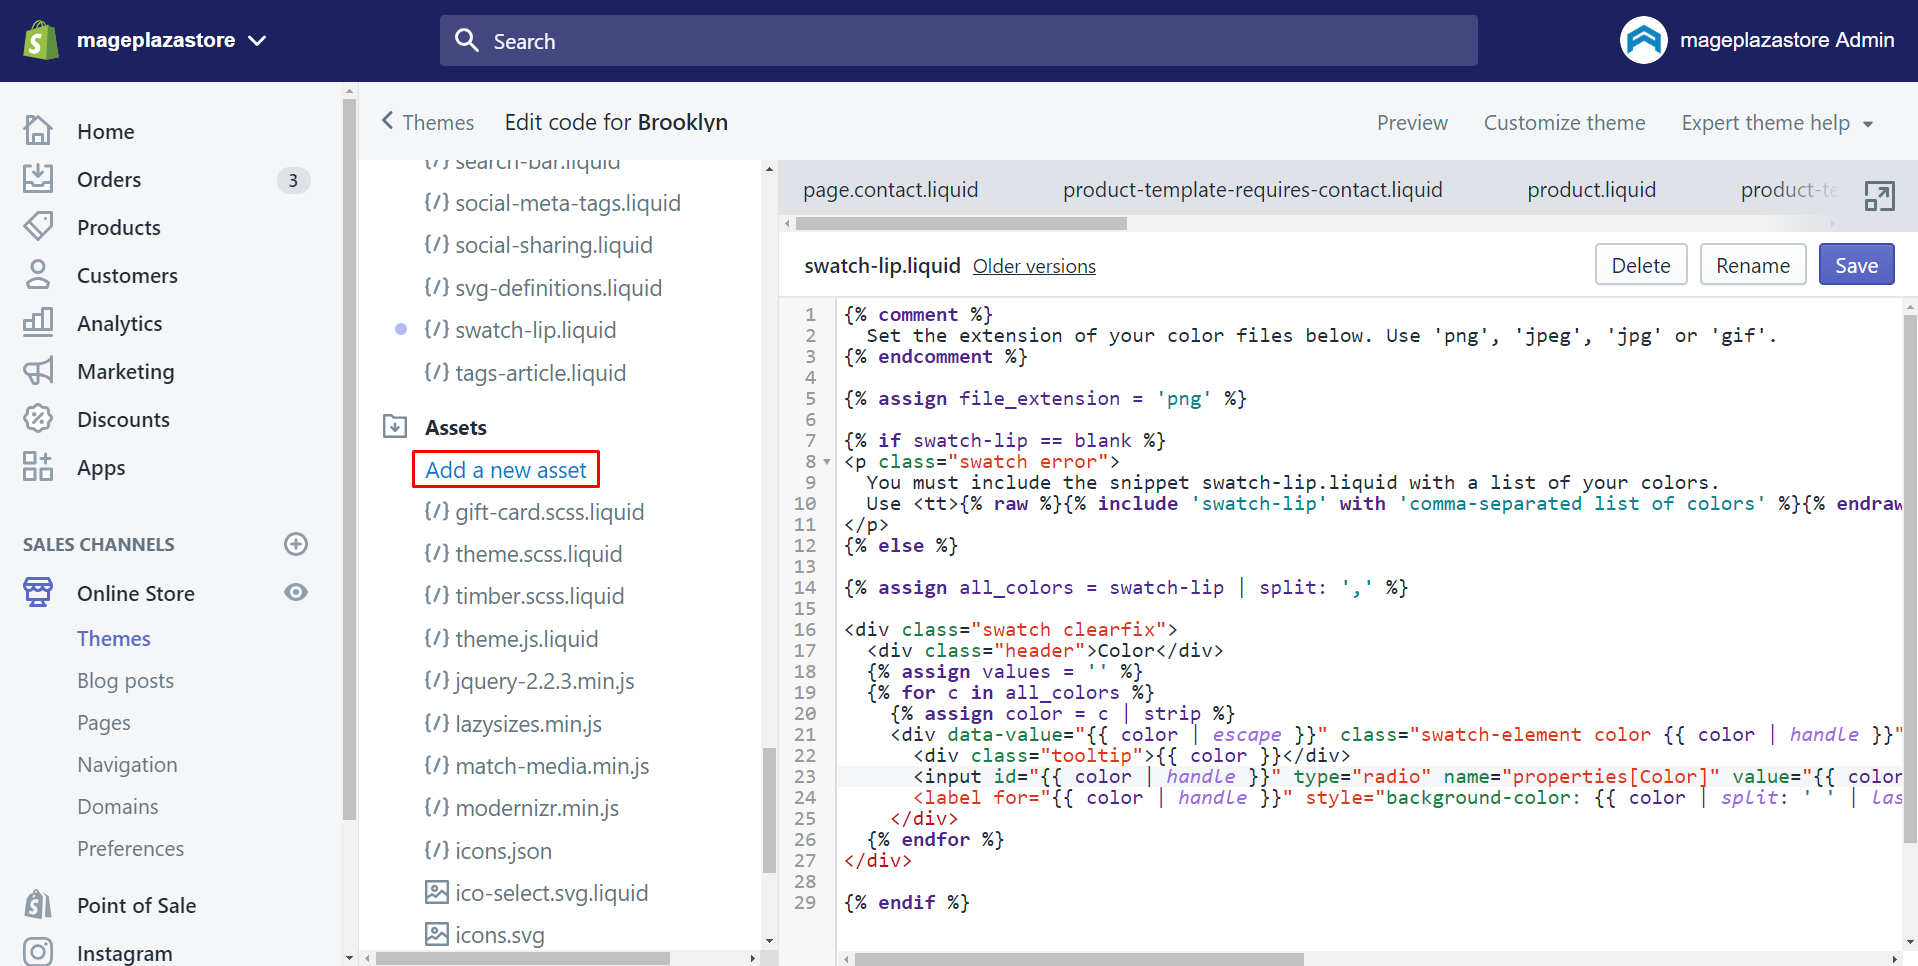 mageplazastore
Search
mageplazastore Admin
Home
Orders
3
Products
Customers
Analytics
Marketing
Discounts
Apps
SALES CHANNELS
Online Store
Themes
Blog posts
Pages
Navigation
Domains
Preferences
Point of Sale
Instagram
Themes
Edit code for Brooklyn
Preview
Customize theme
Expert theme help
{/} search-bar.liquid
{/} social-meta-tags.liquid
{/} social-sharing.liquid
{/} svg-definitions.liquid
{/} swatch-lip.liquid
{/} tags-article.liquid
Assets
Add a new asset
{/} gift-card.scss.liquid
{/} theme.scss.liquid
{/} timber.scss.liquid
{/} theme.js.liquid
{/} jquery-2.2.3.min.js
{/} lazysizes.min.js
{/} match-media.min.js
{/} modernizr.min.js
{/} icons.json
ico-select.svg.liquid
icons.svg
page.contact.liquid
product-template-requires-contact.liquid
product.liquid
product-te
swatch-lip.liquid
Older versions
Delete
Rename
Save
1 {% comment %}
2 Set the extension of your color files below. Use 'png', 'jpeg', 'jpg' or 'gif'.
3 {% endcomment %}
4
5 {% assign file_extension = 'png' %}
6
7 {% if swatch-lip == blank %}
8 <p class="swatch error">
9 You must include the snippet swatch-lip.liquid with a list of your colors.
10 Use <tt>{% raw %}{% include 'swatch-lip' with 'comma-separated list of colors' %}{% endraw
11 </p>
12 {% else %}
13
14 {% assign all_colors = swatch-lip | split: ',' %}
15
16 <div class="swatch clearfix">
17 <div class="header">Color</div>
18 {% assign values = '' %}
19 {% for c in all_colors %}
20 {% assign color = c | strip %}
21 <div data-value="{{ color | escape }}" class="swatch-element color {{ color | handle }}"
22 <div class="tooltip">{{ color }}</div>
23 <input id="{{ color | handle }}" type="radio" name="properties[Color]" value="{{ color
24 <label for="{{ color | handle }}" style="background-color: {{ color | split: ' ' | las
25 </div>
26 {% endfor %}
27 </div>
28
29 {% endif %}